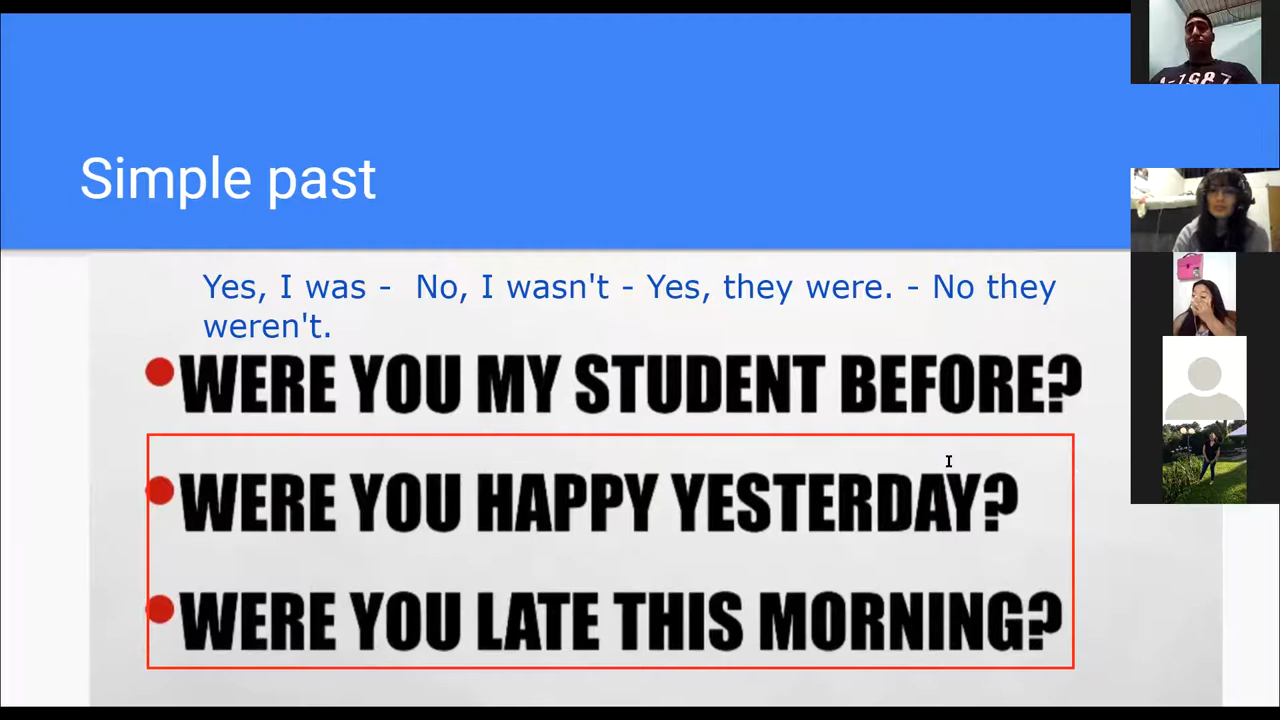 Simple past
Yes, I was - No, I wasn't - Yes, they were. - No they
weren't.
WERE YOU MY STUDENT BEFORE?
WERE YOU HAPPY YESTERDAY?
WERE YOU LATE THIS MORNING?